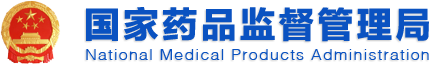 国家药品监督管理局
National Medical Products Administration